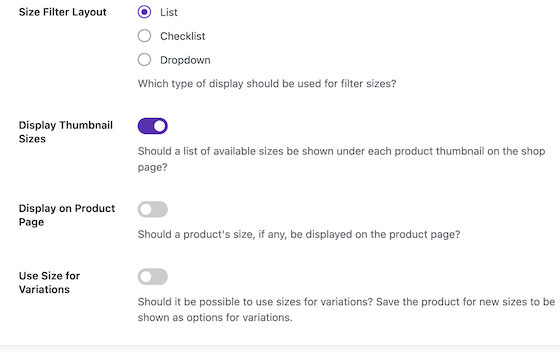 Size Filter Layout
List
Checklist
Dropdown
Which type of display should be used for filter sizes?
Display Thumbnail
Sizes
Should a list of available sizes be shown under each product thumbnail on the shop
page?
Display on Product
Page
Should a product's size, if any, be displayed on the product page?
Use Size for
Variations
Should it be possible to use sizes for variations? Save the product for new sizes to be
shown as options for variations.